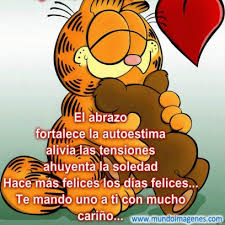 El abrazo
fortalece la autoestima
alivia las tensiones
ahuyenta la soledad
Hace más felices los días felices...
Te mando uno a ti con mucho
cariño...
www.mundoimagenes.com